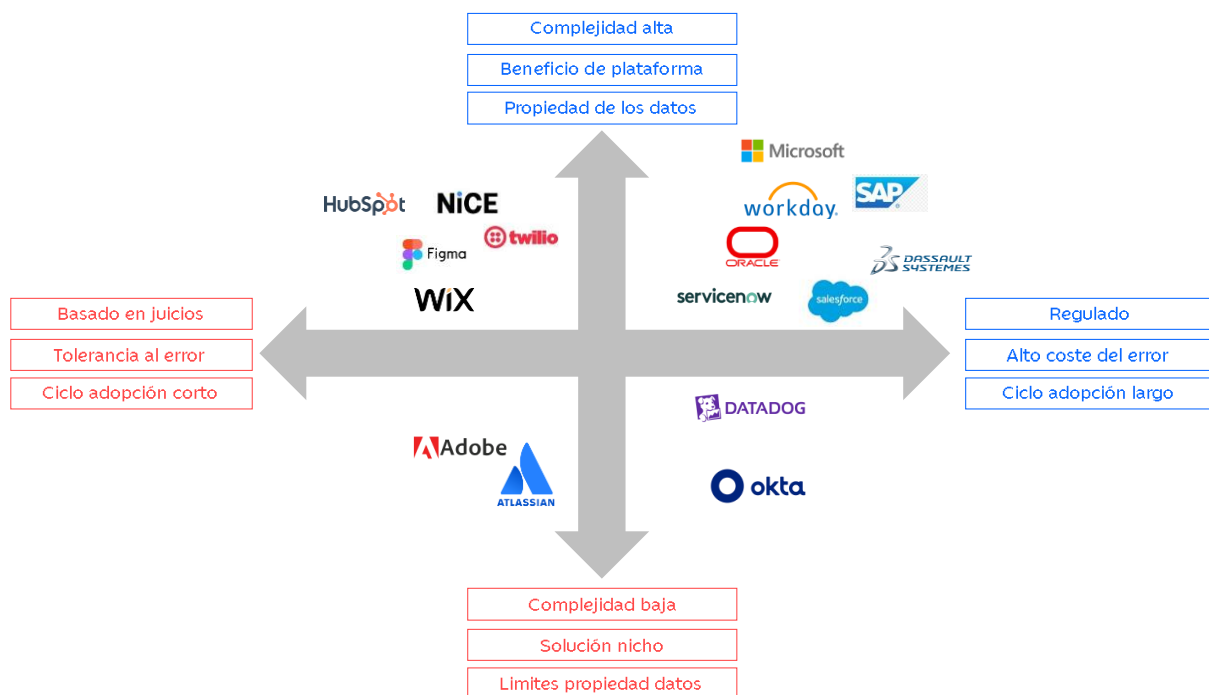 Complejidad alta
Beneficio de plataforma
Propiedad de los datos
Microsoft
HubSpot
NiCE
workday.
SAP
twilio
Figma
ORACLE
DASSAULT
SYSTEMES
WiX
servicenow
salesforce
Basado en juicios
Regulado
Tolerancia al error
Alto coste del error
Ciclo adopción corto
Ciclo adopción largo
DATADOG
Adobe
ATLASSIAN
okta
Complejidad baja
Solución nicho
Limites propiedad datos